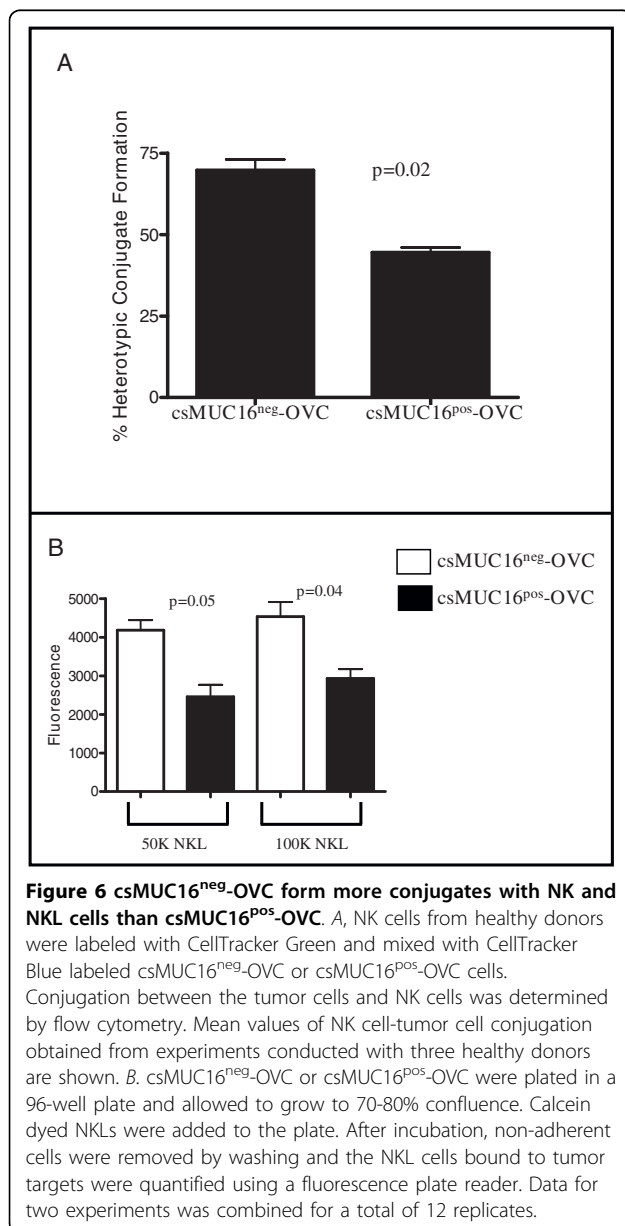 A
% Heterotypic Conjugate Formation
75
50
25
0
p=0.02
csMUC16neg-OVC
csMUC16pos-OVC
B
csMUC16neg-OVC
csMUC16pos-OVC
Fluorescence
5000
4000
3000
2000
1000
0
p=0.05
p=0.04
50K NKL
100K NKL
Figure 6 csMUC16neg-OVC form more conjugates with NK and
NKL cells than csMUC16pos-OVC. A, NK cells from healthy donors
were labeled with CellTracker Green and mixed with CellTracker
Blue labeled csMUC16neg-OVC or csMUC16pos-OVC cells.
Conjugation between the tumor cells and NK cells was determined
by flow cytometry. Mean values of NK cell-tumor cell conjugation
obtained from experiments conducted with three healthy donors
are shown. B. csMUC16neg-OVC or csMUC16pos-OVC were plated in a
96-well plate and allowed to grow to 70-80% confluence. Calcein
dyed NKLs were added to the plate. After incubation, non-adherent
cells were removed by washing and the NKL cells bound to tumor
targets were quantified using a fluorescence plate reader. Data for
two experiments was combined for a total of 12 replicates.